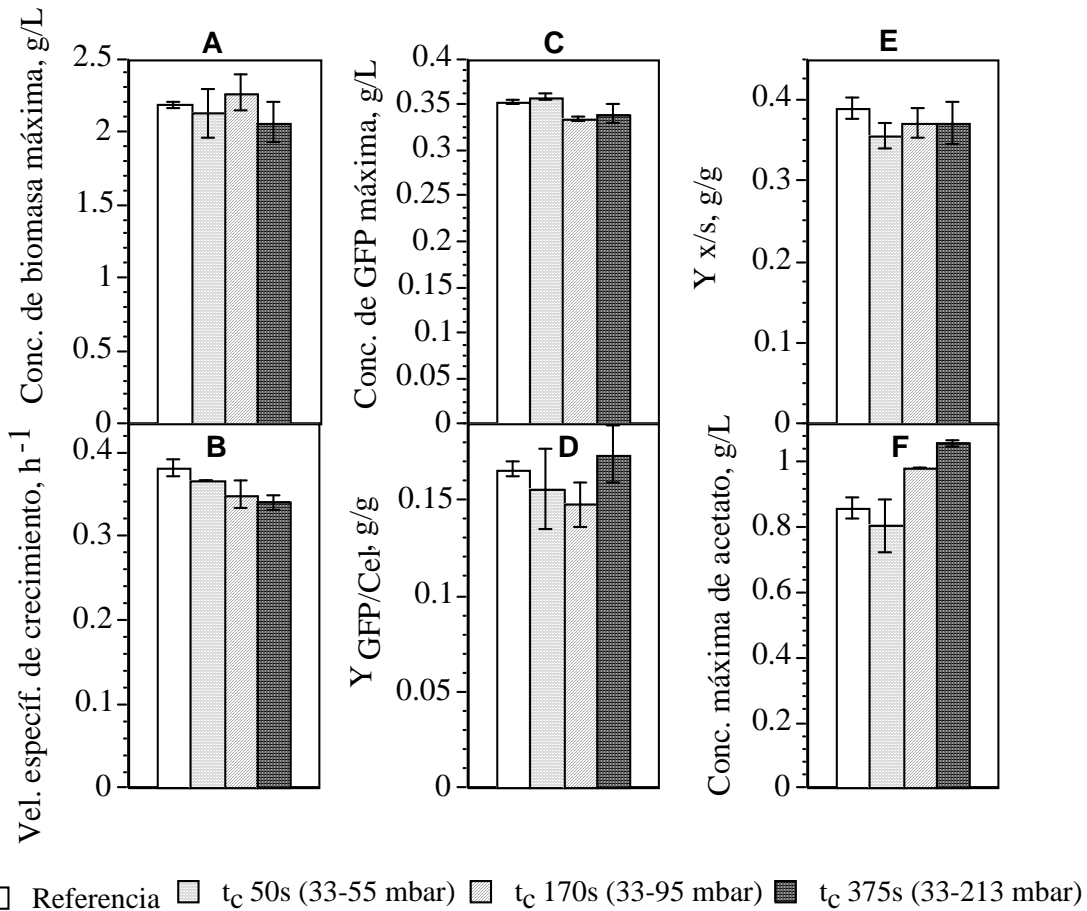 A
Conc. de biomasa máxima, g/L
2.5
2
1.5
1
0.5
0
C
Conc. de GFP máxima, g/L
0.4
0.35
0.3
0.25
0.2
0.15
0.1
0.05
0
E
Y x/s, g/g
0.4
0.3
0.2
0.1
0
B
Vel. específ. de crecimiento, h-1
0.4
0.3
0.2
0.1
0
D
Y GFP/Cel, g/g
0.15
0.1
0.05
0
F
Conc. máxima de acetato, g/L
1
0.8
0.6
0.4
0.2
0
Referencia tc 50s (33-55 mbar) tc 170s (33-95 mbar) tc 375s (33-213 mbar)